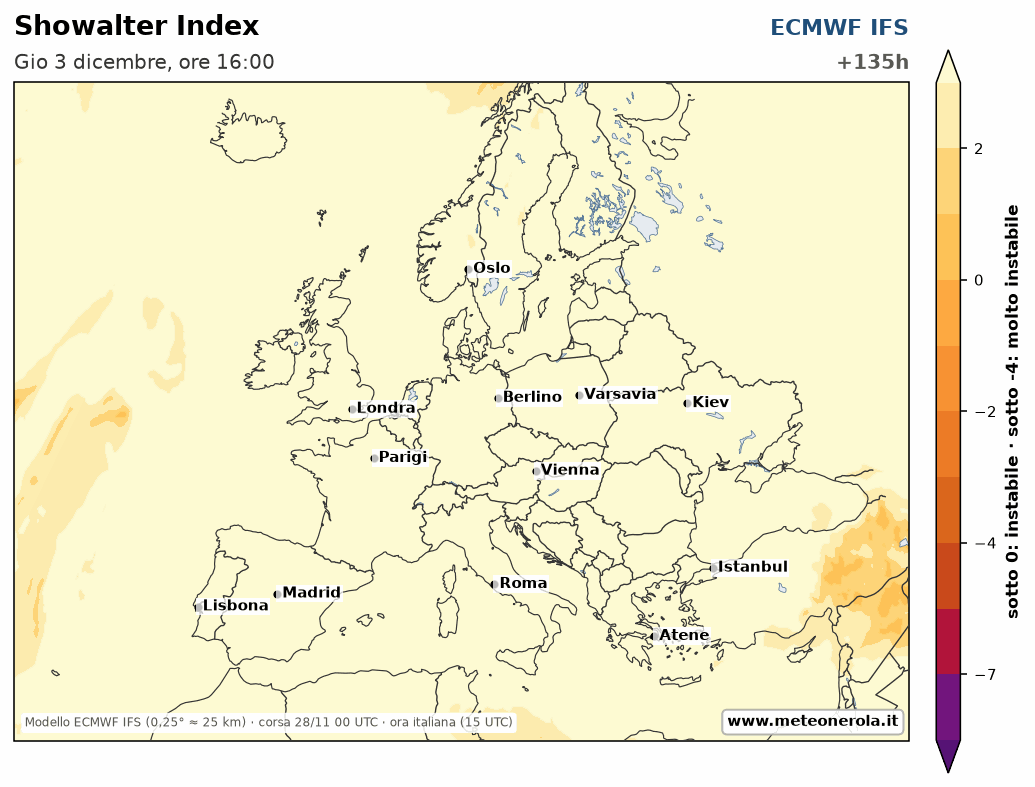 Showalter Index
ECMWF IFS
Gio 3 dicembre, ore 16:00
+135h
Oslo
Londra
Berlino
Varsavia
Kiev
Parigi
Vienna
Istanbul
Roma
Madrid
Lisbona
Atene
Modello ECMWF IFS (0,25° ≈ 25 km) · corsa 28/11 00 UTC · ora italiana (15 UTC)
www.meteonerola.it
2
0
−2
−4
−7
sotto 0: instabile · sotto -4: molto instabile